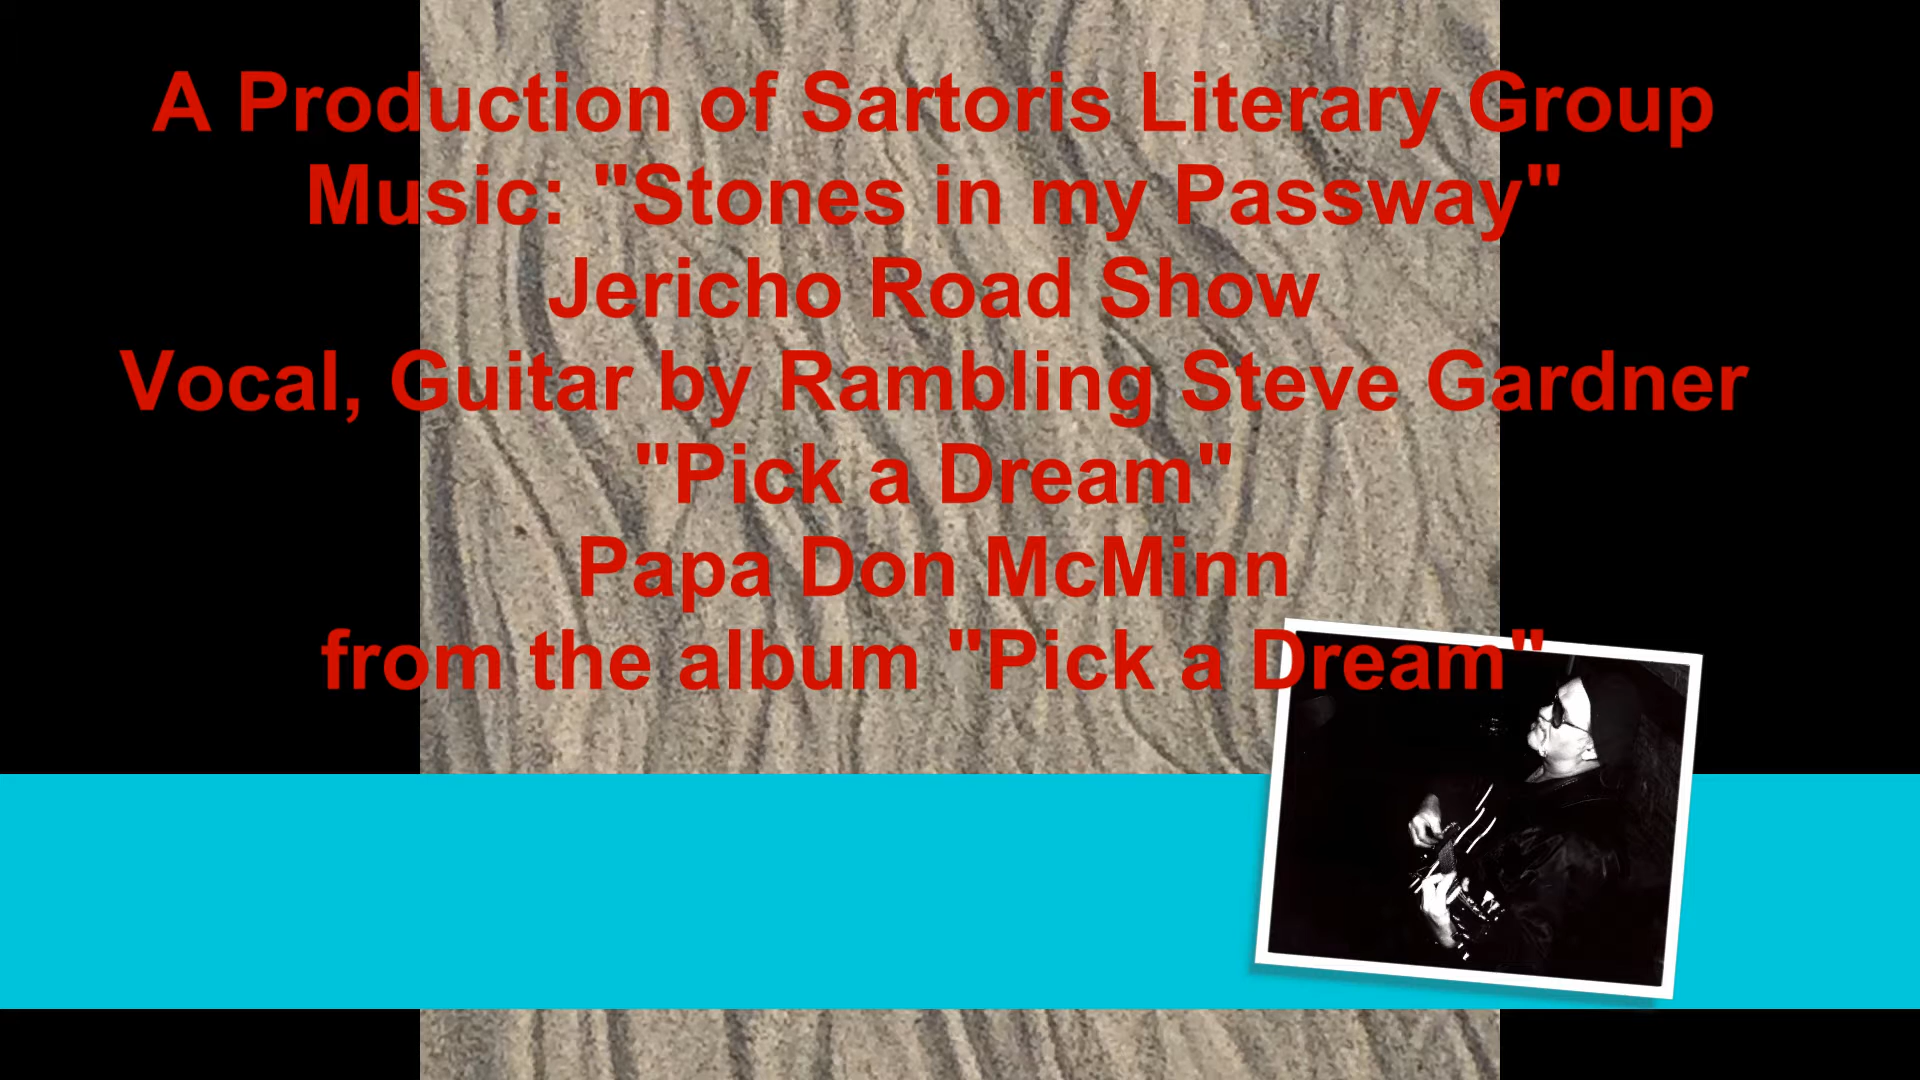 A Production of Sartoris Literary Group
Music: "Stones in my Passway"
Jericho Road Show
Vocal, Guitar by Rambling Steve Gardner
"Pick a Dream"
Papa Don McMinn
from the album "Pick a Dream"